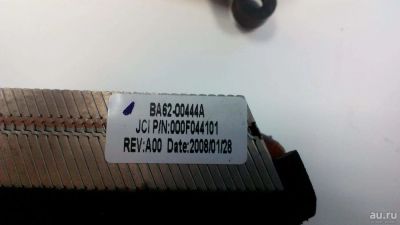 BA62-00444A
JCI P/N:000F044101
REV:A00 Date:2008/01/28
au.ru